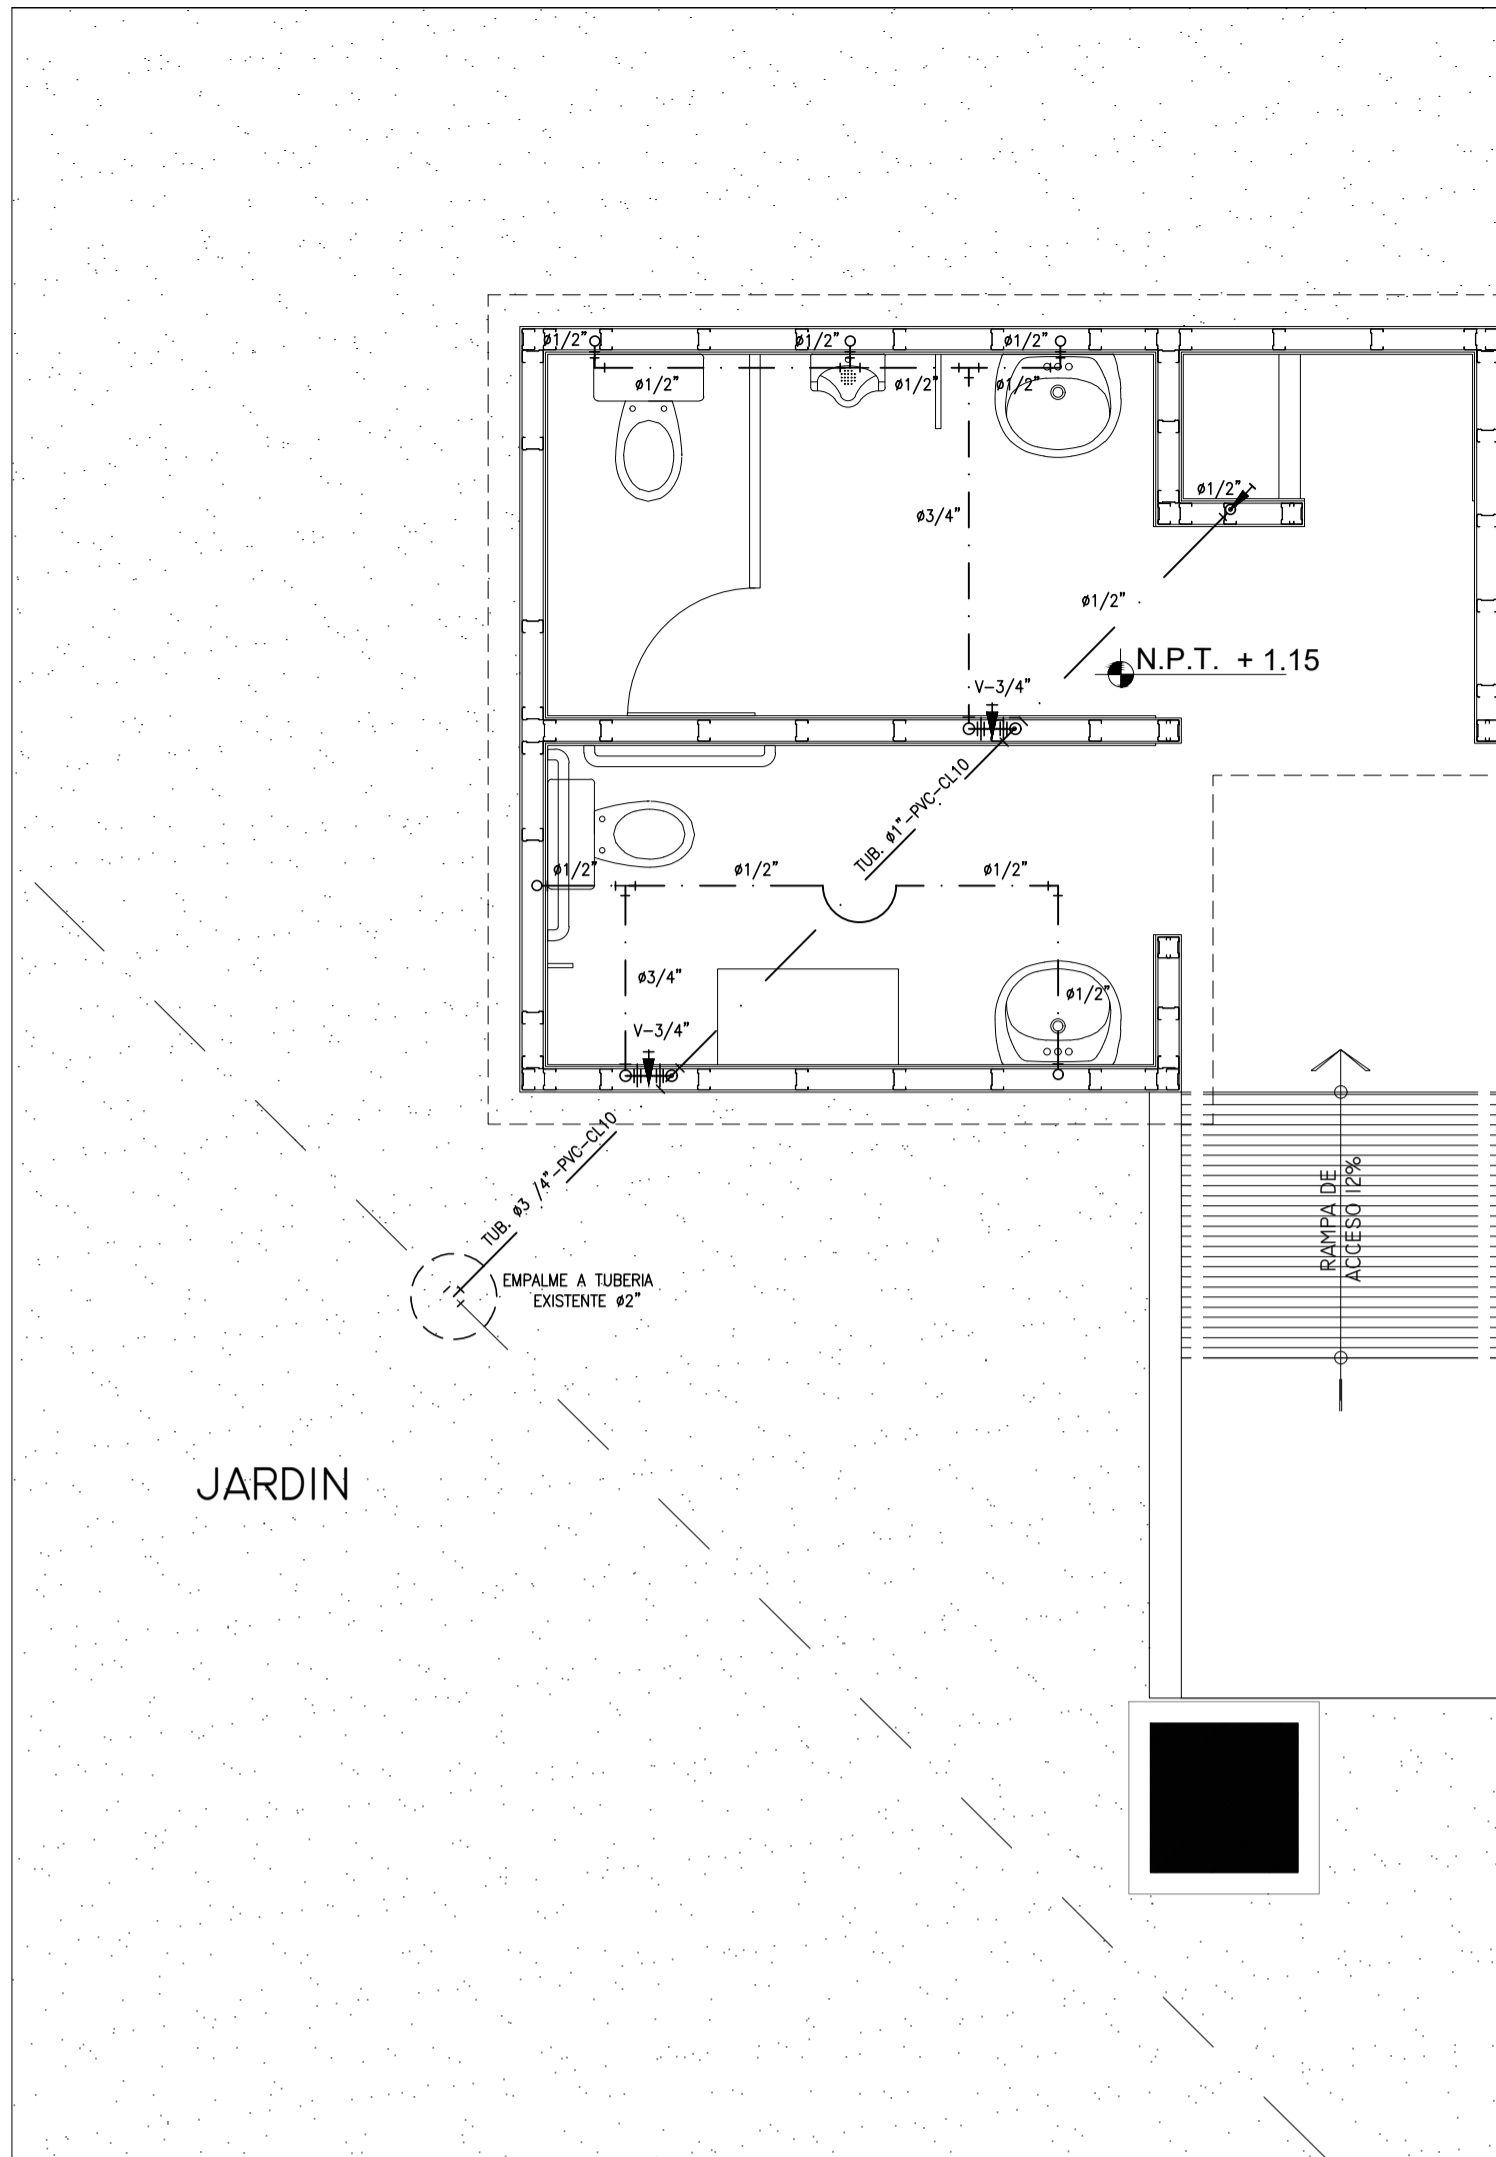 ø1/2"
ø1/2"
ø1/2"
ø1/2"
ø1/2"
ø1/2"
ø1/2"
ø3/4"
ø1/2"
N.P.T. + 1.15
V-3/4"
TUB. ø1"-PVC-CL10
ø1/2"
ø1/2"
ø1/2"
ø3/4"
ø1/2"
V-3/4"
TUB. ø3 /4"-PVC-CL10
RAMPA DE
ACCESO 12%
EMPALME A TUBERIA
EXISTENTE ø2"
JARDIN